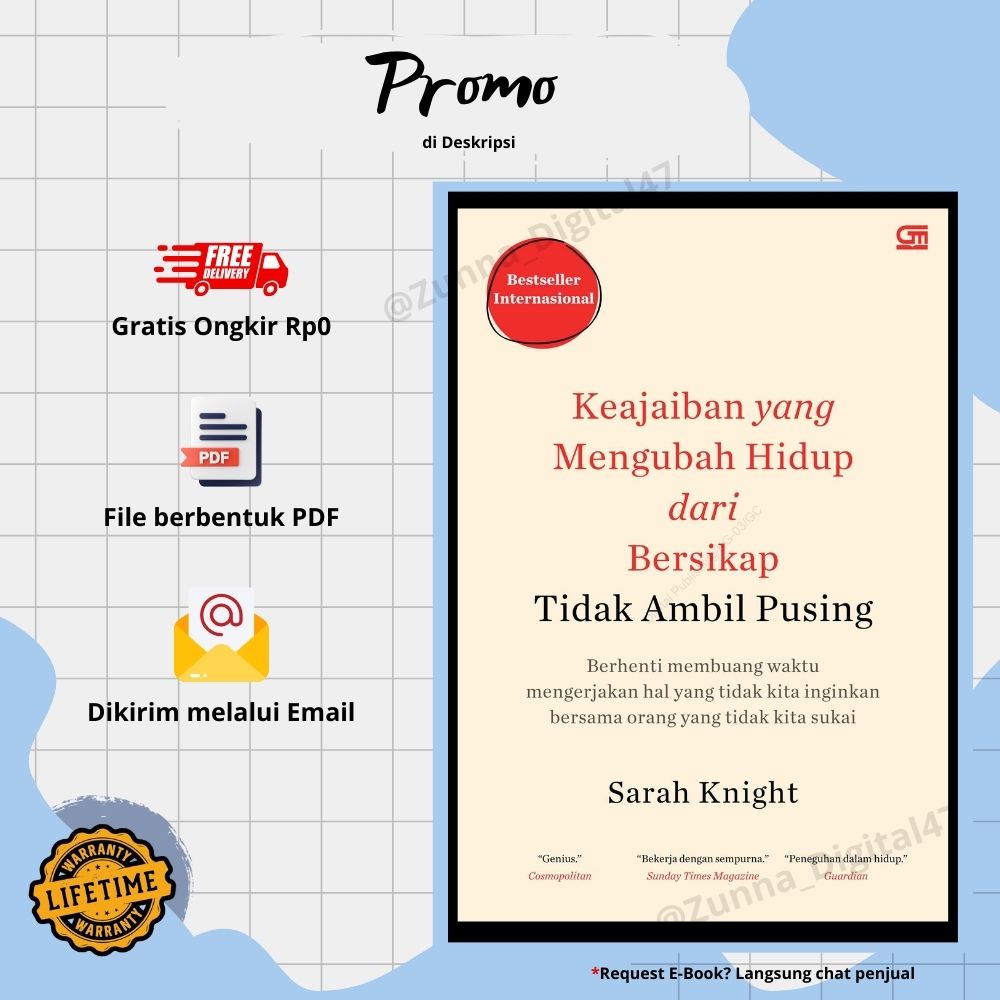 Promo
di Deskripsi
FREE
DELIVERY
Gratis Ongkir Rp0
PDF
File berbentuk PDF
@
Dikirim melalui Email
WARRANTY
LIFETIME
WARRANTY
@Zunna_Digital47
GM
Bestseller
Internasional
Keajaiban yang
Mengubah Hidup
dari
Bersikap
Tidak Ambil Pusing
Berhenti membuang waktu
mengerjakan hal yang tidak kita inginkan
bersama orang yang tidak kita sukai
Sarah Knight
“Genius.”
Cosmopolitan
“Bekerja dengan sempurna.”
Sunday Times Magazine
“Peneguhan dalam hidup.”
Guardian
@Zunna_Digital47
*Request E-Book? Langsung chat penjual